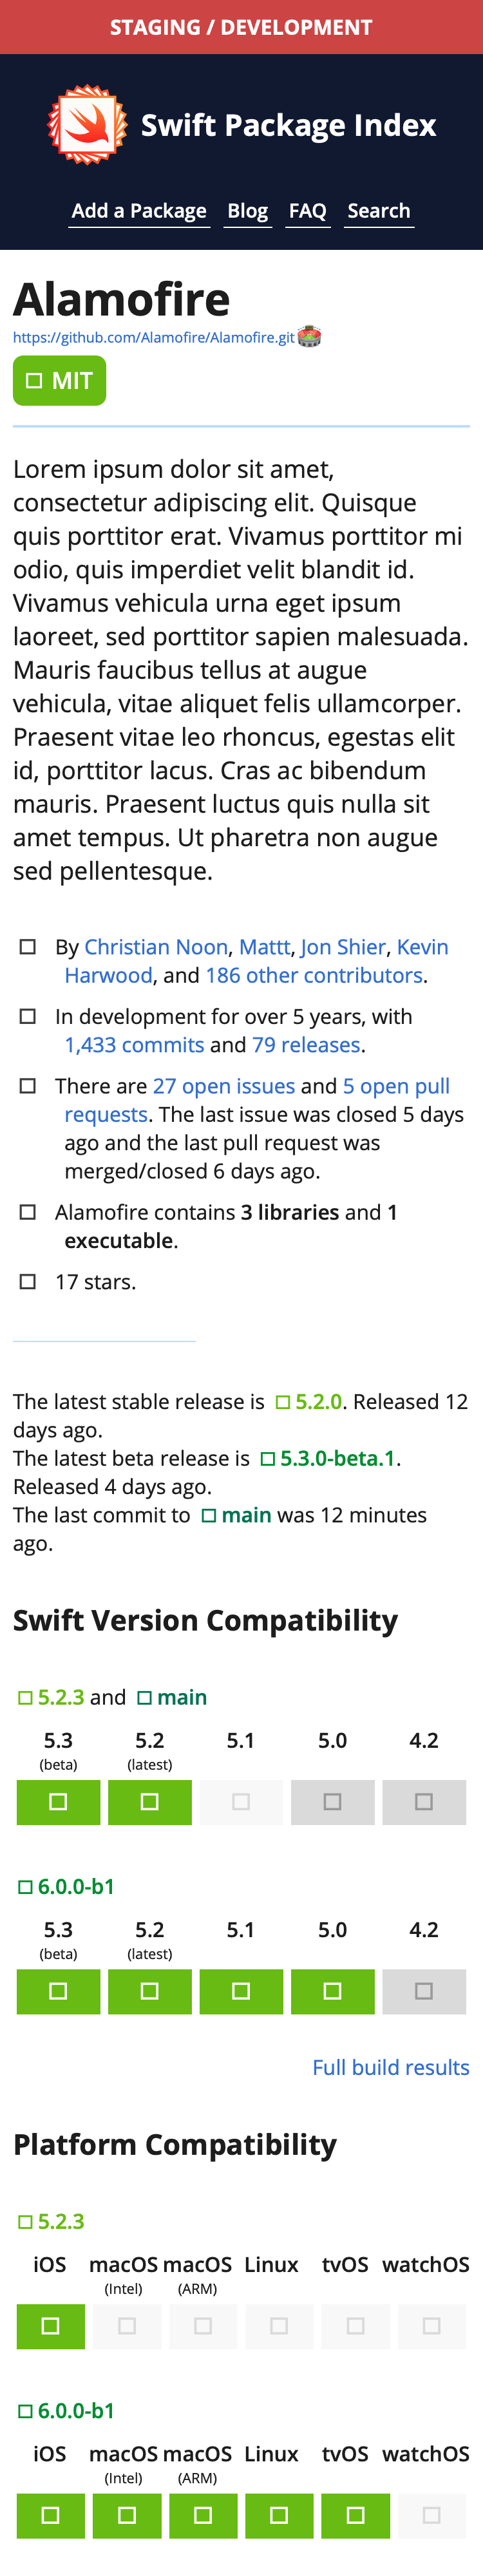 STAGING / DEVELOPMENT
Swift Package Index
Add a Package Blog FAQ Search
Alamofire
https://github.com/Alamofire/Alamofire.git
MIT
Lorem ipsum dolor sit amet,
consectetur adipiscing elit. Quisque
quis porttitor erat. Vivamus porttitor mi
odio, quis imperdiet velit blandit id.
Vivamus vehicula urna eget ipsum
laoreet, sed porttitor sapien malesuada.
Mauris faucibus tellus at augue
vehicula, vitae aliquet felis ullamcorper.
Praesent vitae leo rhoncus, egestas elit
id, porttitor lacus. Cras ac bibendum
mauris. Praesent luctus quis nulla sit
amet tempus. Ut pharetra non augue
sed pellentesque.
By Christian Noon, Mattt, Jon Shier, Kevin
Harwood, and 186 other contributors.
In development for over 5 years, with
1,433 commits and 79 releases.
There are 27 open issues and 5 open pull
requests. The last issue was closed 5 days
ago and the last pull request was
merged/closed 6 days ago.
Alamofire contains 3 libraries and 1
executable.
17 stars.
The latest stable release is 5.2.0. Released 12
days ago.
The latest beta release is 5.3.0-beta.1.
Released 4 days ago.
The last commit to main was 12 minutes
ago.
Swift Version Compatibility
5.2.3 and main
5.3 5.2 5.1 5.0 4.2
(beta) (latest)
6.0.0-b1
5.3 5.2 5.1 5.0 4.2
(beta) (latest)
Full build results
Platform Compatibility
5.2.3
iOS macOS macOS Linux tvOS watchOS
(Intel) (ARM)
6.0.0-b1
iOS macOS macOS Linux tvOS watchOS
(Intel) (ARM)